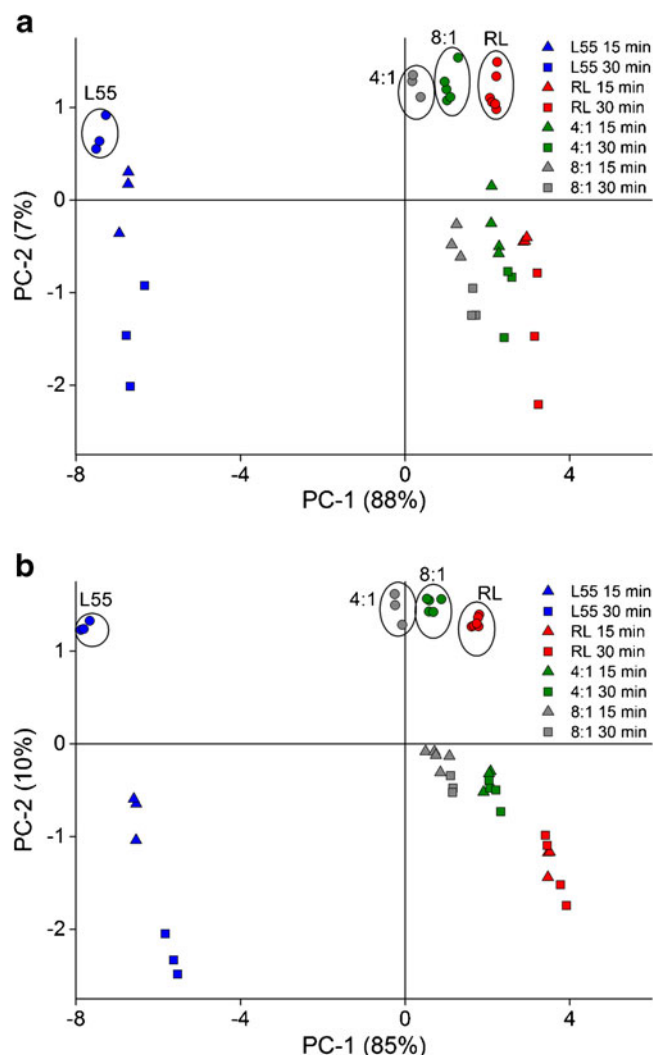 a
8:1
RL
4:1
L55
L55 15 min
L55 30 min
RL 15 min
RL 30 min
4:1 15 min
4:1 30 min
8:1 15 min
8:1 30 min
1
0
-1
-2
PC-2 (7%)
-8
-4
0
4
PC-1 (88%)
b
L55
4:1
8:1
RL
L55 15 min
L55 30 min
RL 15 min
RL 30 min
4:1 15 min
4:1 30 min
8:1 15 min
8:1 30 min
1
0
-1
-2
PC-2 (10%)
-8
-4
0
4
PC-1 (85%)